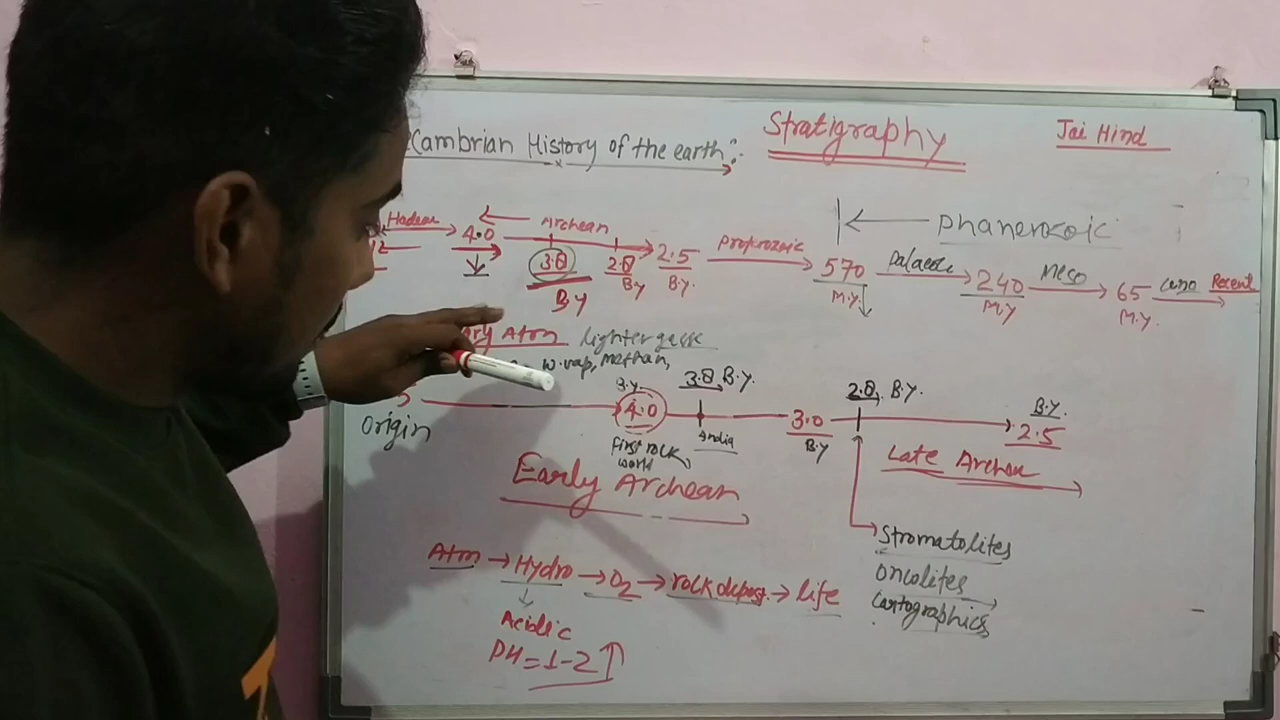 Stratigraphy
Jai Hind
Cambrian History of the earth :-
Hadean 4.0 Archean 2.5 B.Y. Proterozoic 570 M.Y. Palaeo 240 M.Y Meso 65 M.Y. Ceno Recent
3.8 B.y 2.8 B.y
Phanerozoic
Early Atm lighter gases
w.vap, methan,
Origin
B.y. 4.0 3.8 B.y. 3.0 B.y 2.8 B.y. B.y. 2.5
First rock world
India
Early Archean
Late Archean
Atm → Hydro → O2 → rock depost. → life
Acidic
PH = 1-2 ↑
Stromatolites
Oncolites
Cartographics